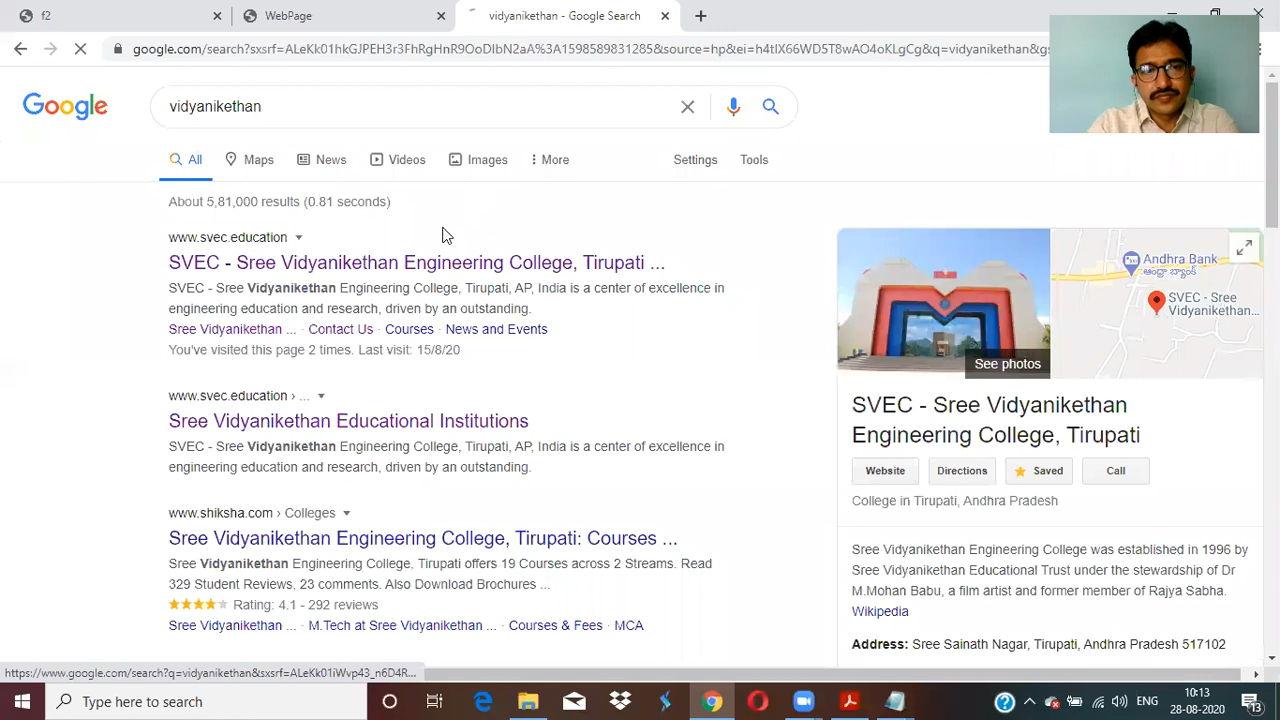 f2
WebPage
vidyanikethan - Google Search
google.com/search?sxsrf=ALeKk01hkGJPEH3r3FhRgHnR9OoDIbN2aA%3A1598589831285&source=hp&ei=h4tIX66WD5T8wAO4oKLgCg&q=vidyanikethan&gs
Google
vidyanikethan
All
Maps
News
Videos
Images
More
Settings
Tools
About 5,81,000 results (0.81 seconds)
www.svec.education
SVEC - Sree Vidyanikethan Engineering College, Tirupati ...
SVEC - Sree Vidyanikethan Engineering College, Tirupati, AP, India is a center of excellence in
engineering education and research, driven by an outstanding.
Sree Vidyanikethan ... · Contact Us · Courses · News and Events
You've visited this page 2 times. Last visit: 15/8/20
www.svec.education › ...
Sree Vidyanikethan Educational Institutions
SVEC - Sree Vidyanikethan Engineering College, Tirupati, AP, India is a center of excellence in
engineering education and research, driven by an outstanding.
www.shiksha.com › Colleges
Sree Vidyanikethan Engineering College, Tirupati: Courses ...
Sree Vidyanikethan Engineering College, Tirupati offers 19 Courses across 2 Streams. Read
329 Student Reviews, 23 comments. Also Download Brochures ...
Rating: 4.1 - 292 reviews
Sree Vidyanikethan ... · M.Tech at Sree Vidyanikethan ... · Courses & Fees · MCA
See photos
Andhra Bank
ఆంధ్రా బ్యాంక్
SVEC - Sree
Vidyanikethan...
SVEC - Sree Vidyanikethan
Engineering College, Tirupati
Website
Directions
Saved
Call
College in Tirupati, Andhra Pradesh
Sree Vidyanikethan Engineering College was established in 1996 by
Sree Vidyanikethan Educational Trust under the stewardship of Dr
M.Mohan Babu, a film artist and former member of Rajya Sabha.
Wikipedia
Address: Sree Sainath Nagar, Tirupati, Andhra Pradesh 517102
https://www.google.com/search?q=vidyanikethan&sxsrf=ALeKk01iWvp43_n6D4R...
Type here to search
ENG
10:13
28-08-2020
13